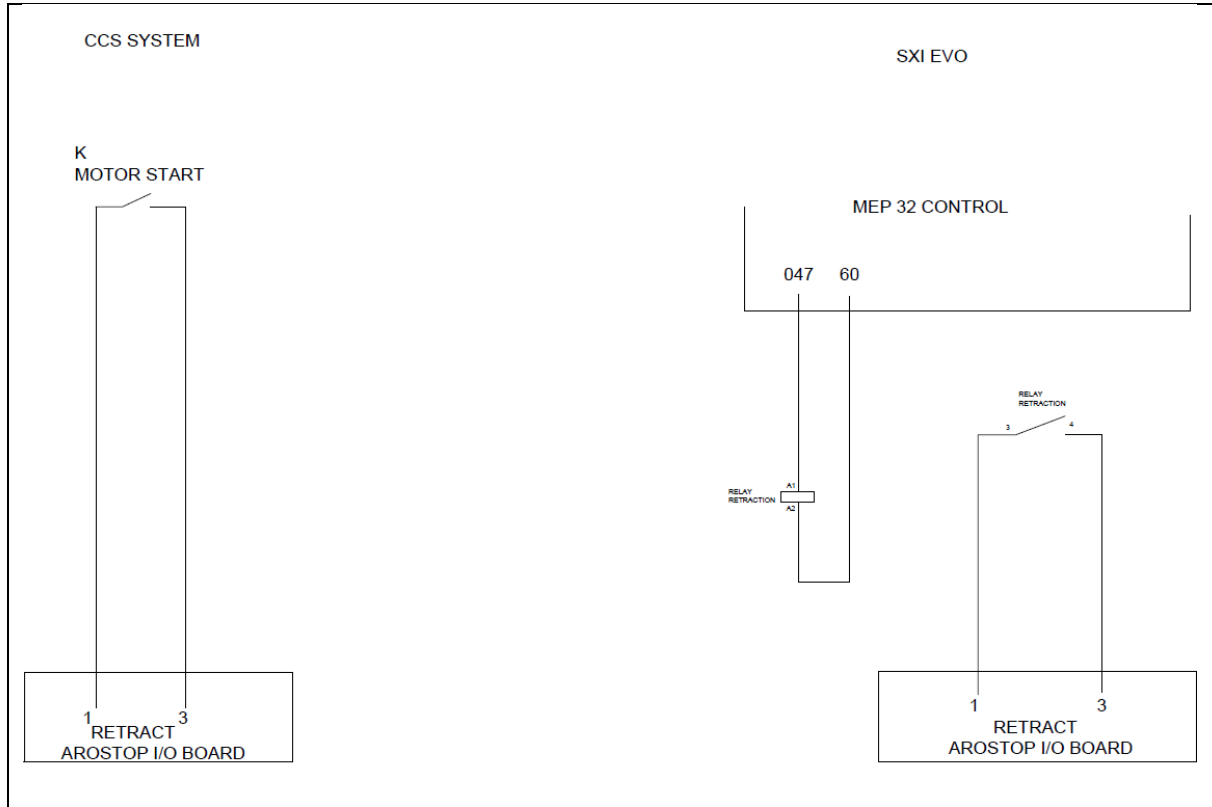 CCS SYSTEM
SXI EVO
K
MOTOR START
MEP 32 CONTROL
047 60
RELAY
RETRACTION
3 4
RELAY
RETRACTION
A1
A2
1 3
RETRACT
AROSTOP I/O BOARD
1 3
RETRACT
AROSTOP I/O BOARD